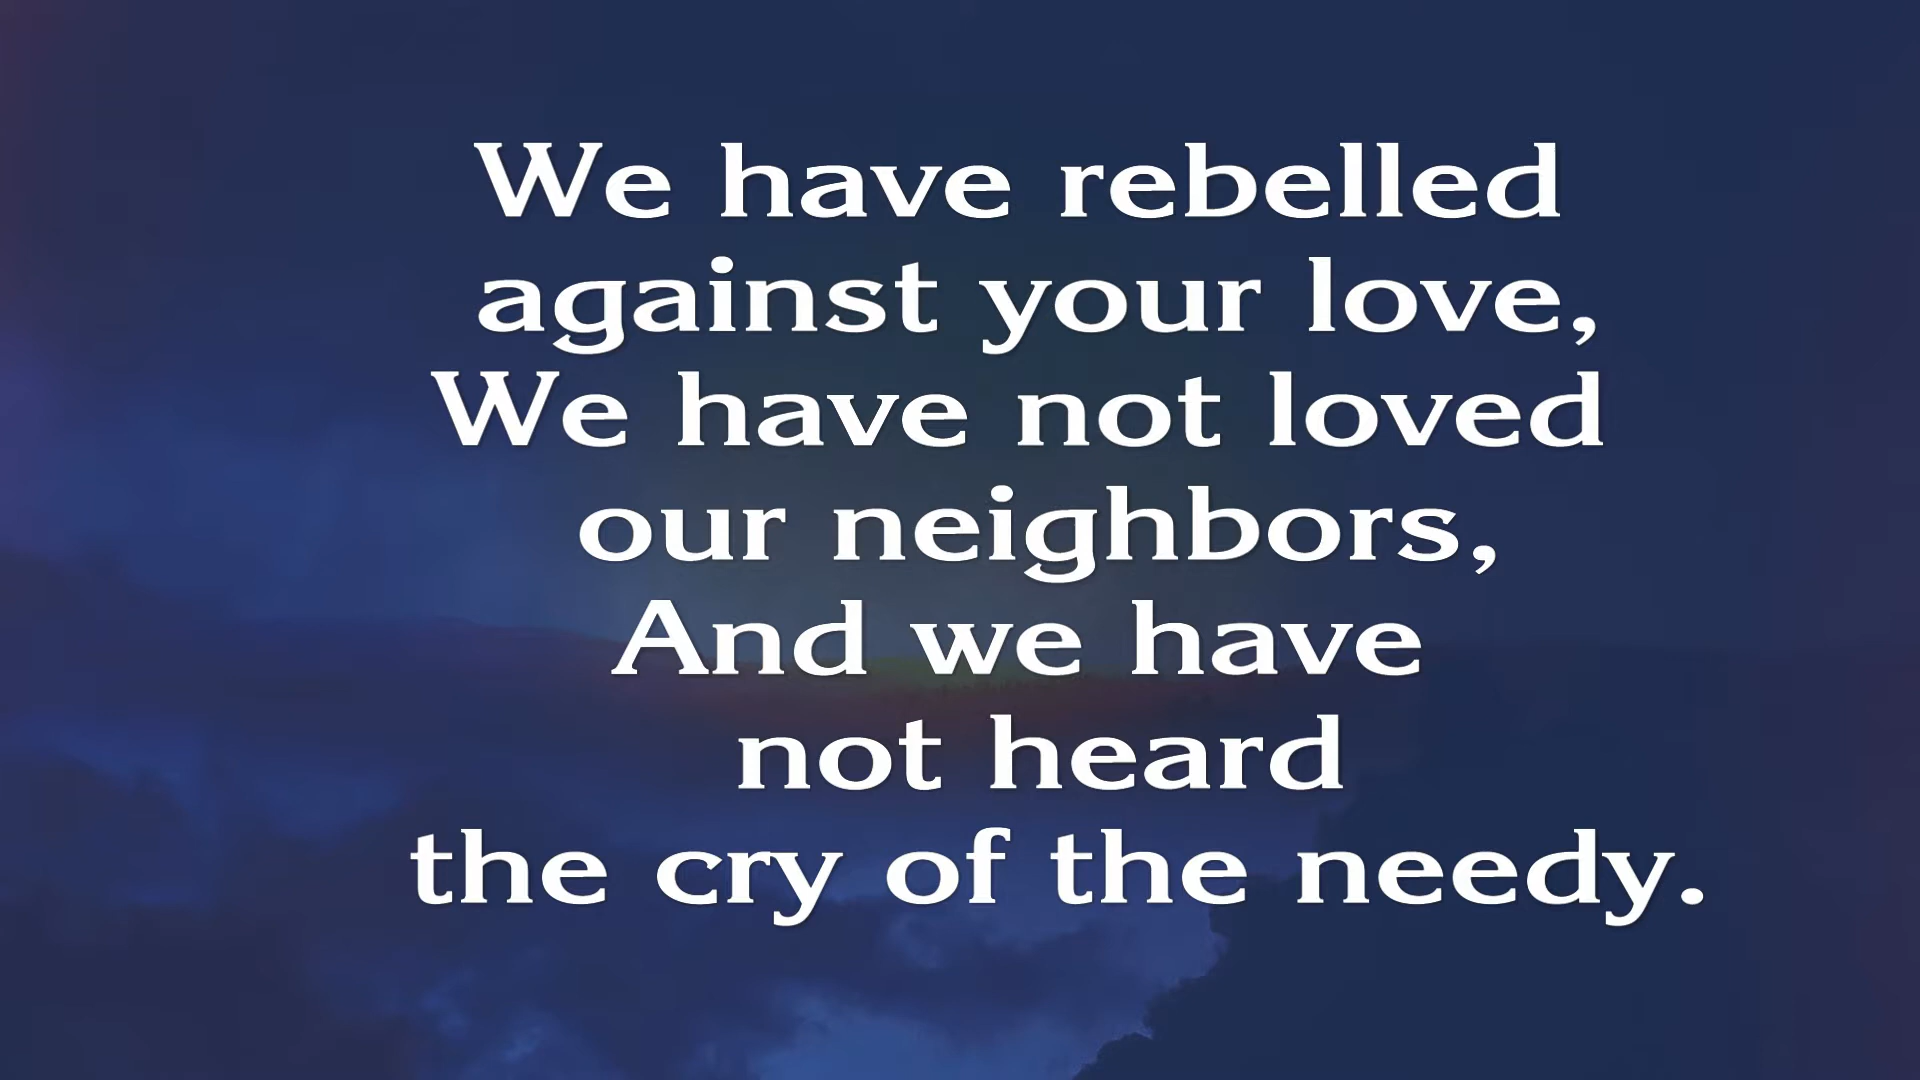 We have rebelled
against your love,
We have not loved
our neighbors,
And we have
not heard
the cry of the needy.